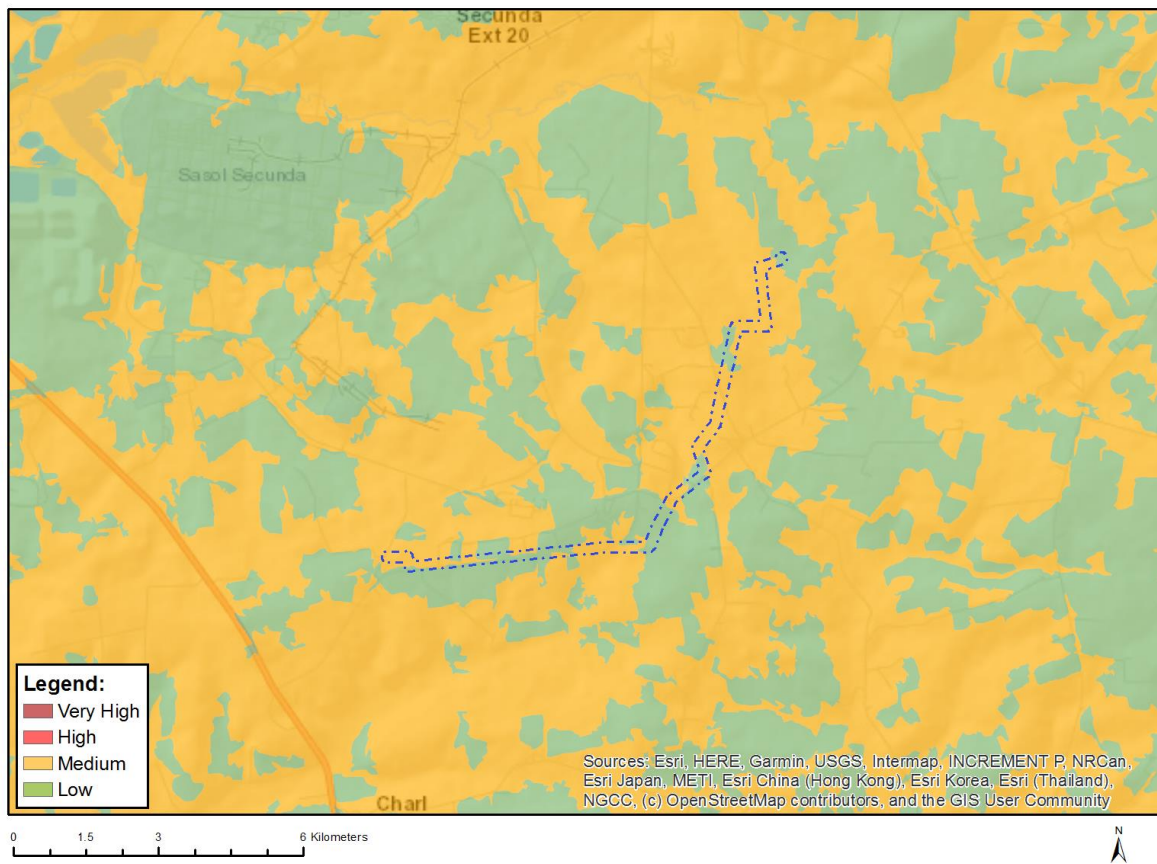 Secunda
Ext 20
Sasol Secunda
Legend:
Very High
High
Medium
Low
Sources: Esri, HERE, Garmin, USGS, Intermap, INCREMENT P, NRCan,
Esri Japan, METI, Esri China (Hong Kong), Esri Korea, Esri (Thailand),
NGCC, (c) OpenStreetMap contributors, and the GIS User Community
Charl
0 1.5 3 6 Kilometers
N